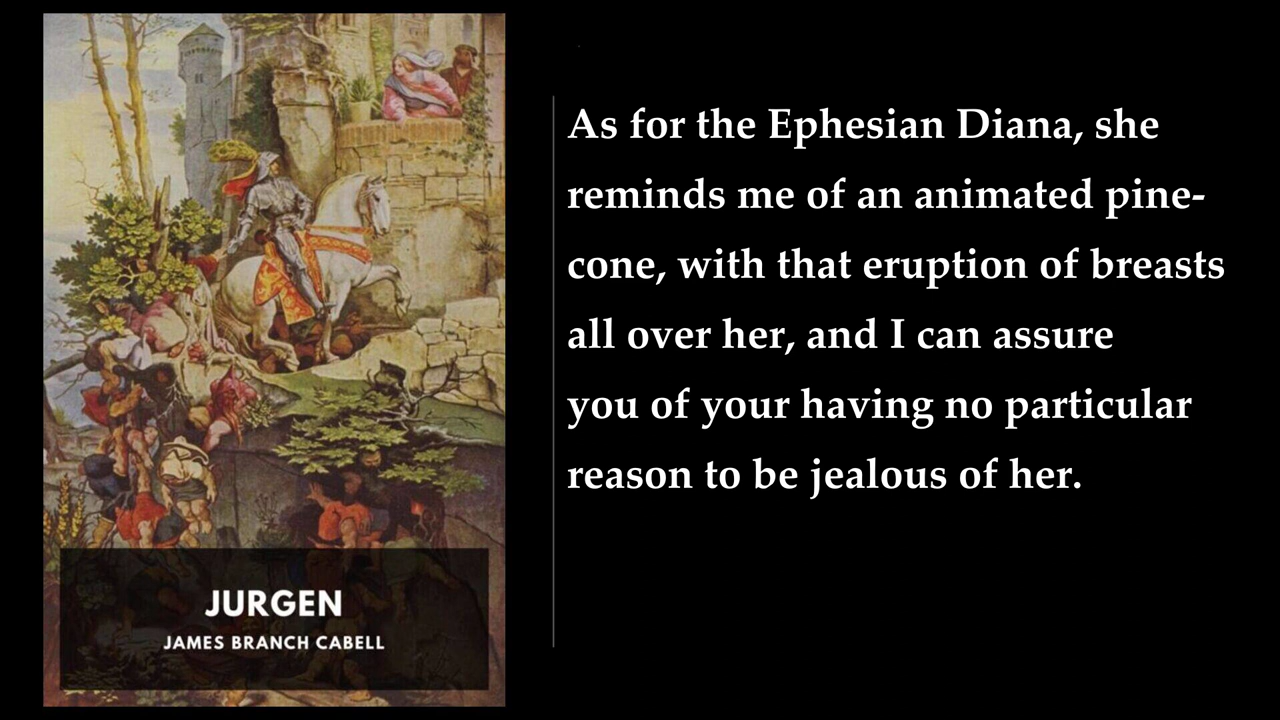 JURGEN
JAMES BRANCH CABELL
As for the Ephesian Diana, she
reminds me of an animated pine-
cone, with that eruption of breasts
all over her, and I can assure
you of your having no particular
reason to be jealous of her.